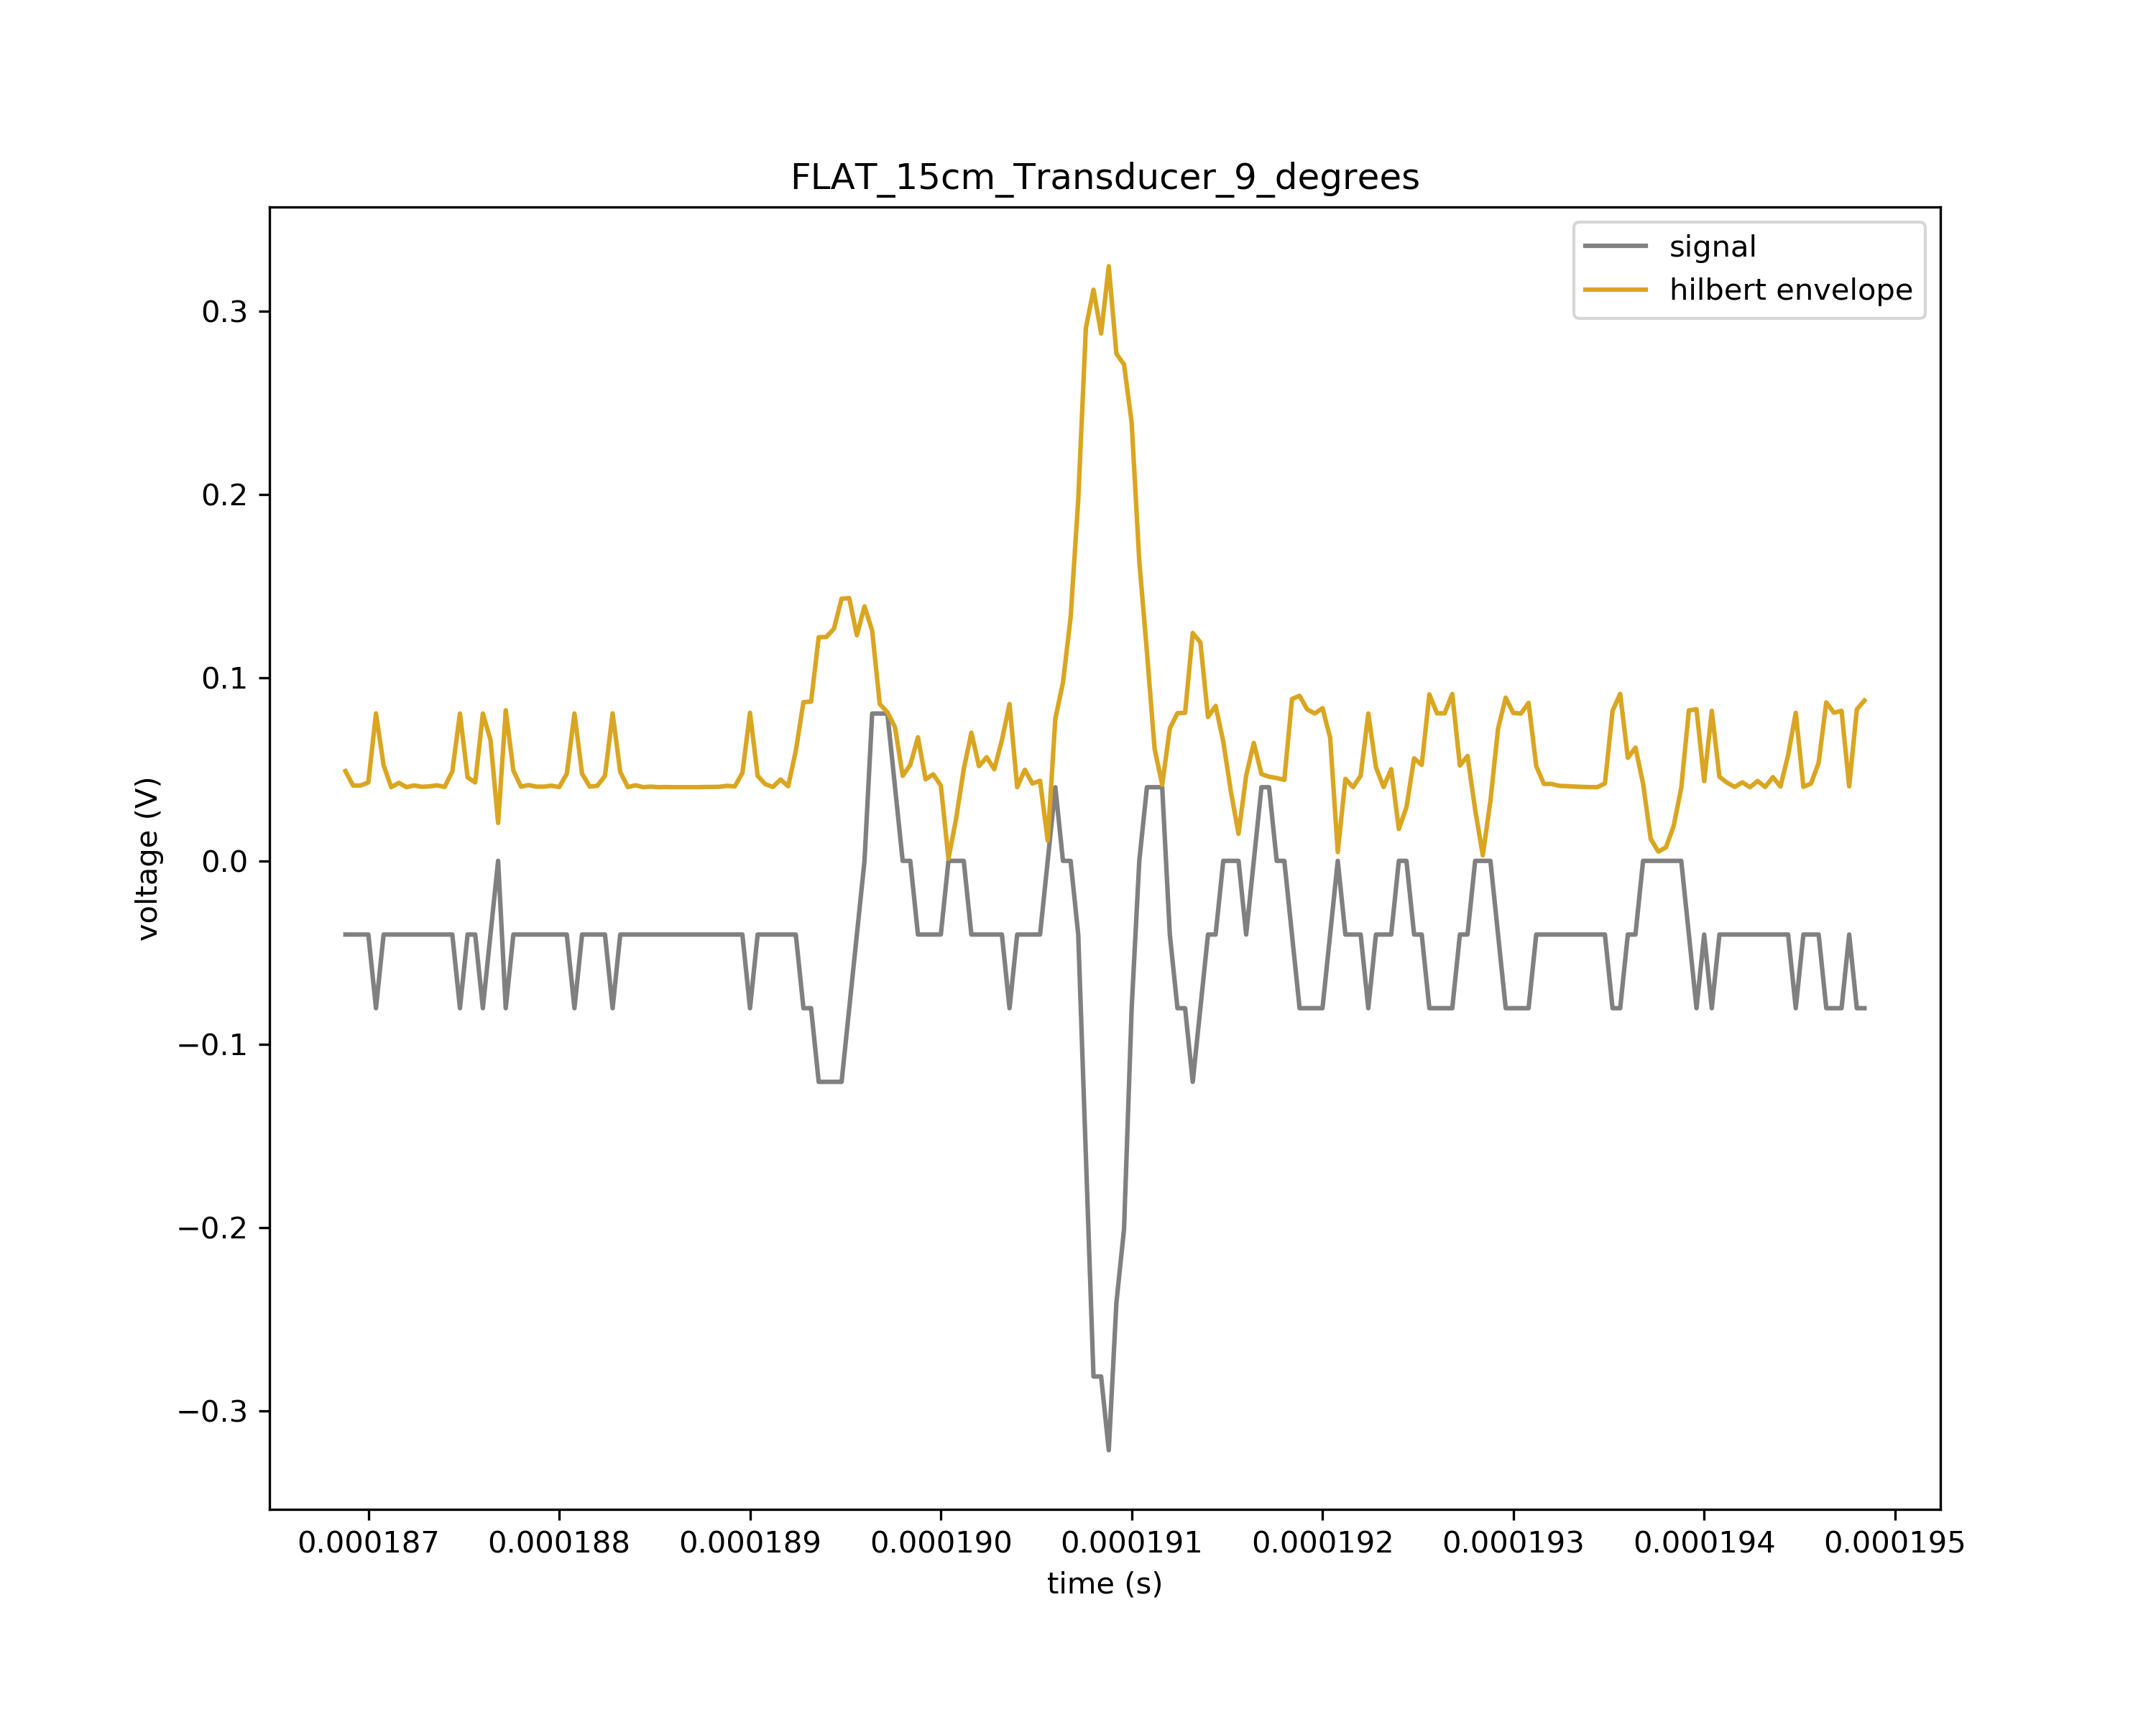 FLAT_15cm_Transducer_9_degrees
signal
hilbert envelope
voltage (V)
0.3
0.2
0.1
0.0
−0.1
−0.2
−0.3
0.000187 0.000188 0.000189 0.000190 0.000191 0.000192 0.000193 0.000194 0.000195
time (s)